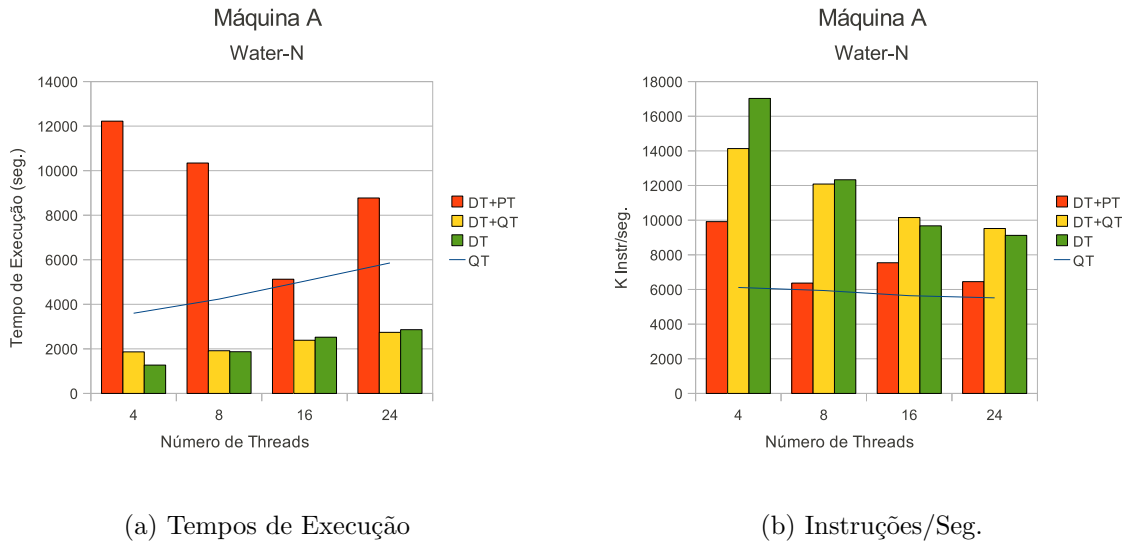 Máquina A
Water-N
Tempo de Execução (seg.)
14000
12000
10000
8000
6000
4000
2000
0
4 8 16 24
Número de Threads
DT+PT
DT+QT
DT
QT
(a) Tempos de Execução
Máquina A
Water-N
K Instr/seg.
18000
16000
14000
12000
10000
8000
6000
4000
2000
0
4 8 16 24
Número de Threads
DT+PT
DT+QT
DT
QT
(b) Instruções/Seg.